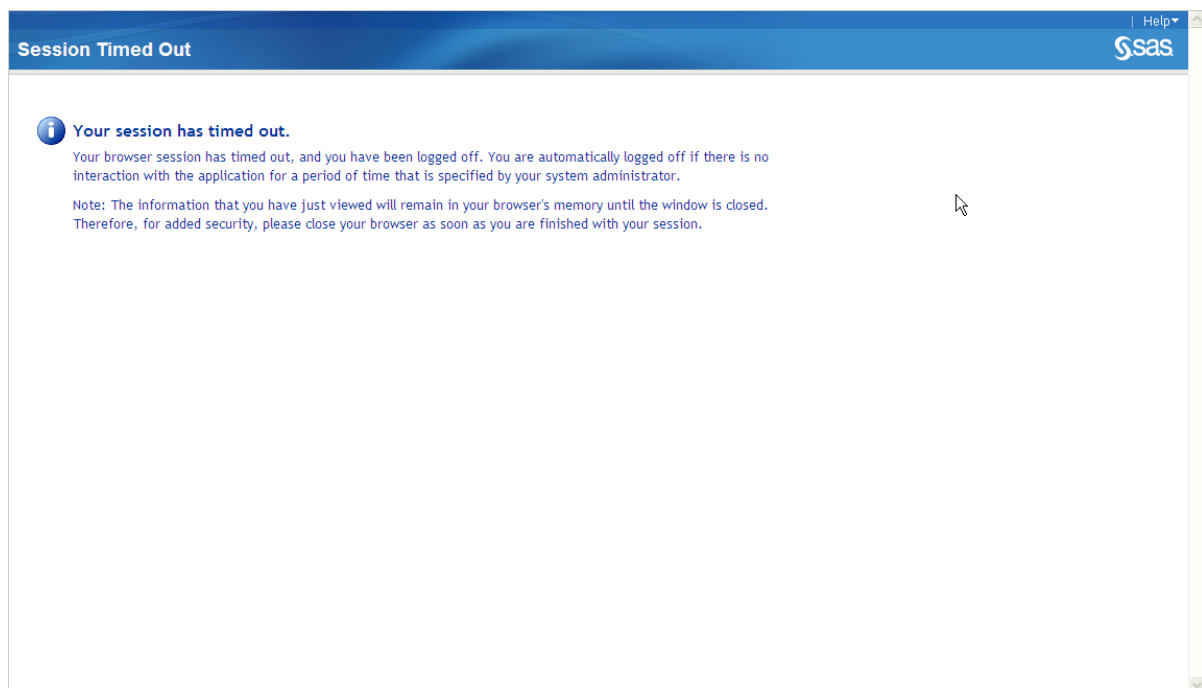 | Help
Session Timed Out
sas
Your session has timed out.
Your browser session has timed out, and you have been logged off. You are automatically logged off if there is no
interaction with the application for a period of time that is specified by your system administrator.
Note: The information that you have just viewed will remain in your browser's memory until the window is closed.
Therefore, for added security, please close your browser as soon as you are finished with your session.